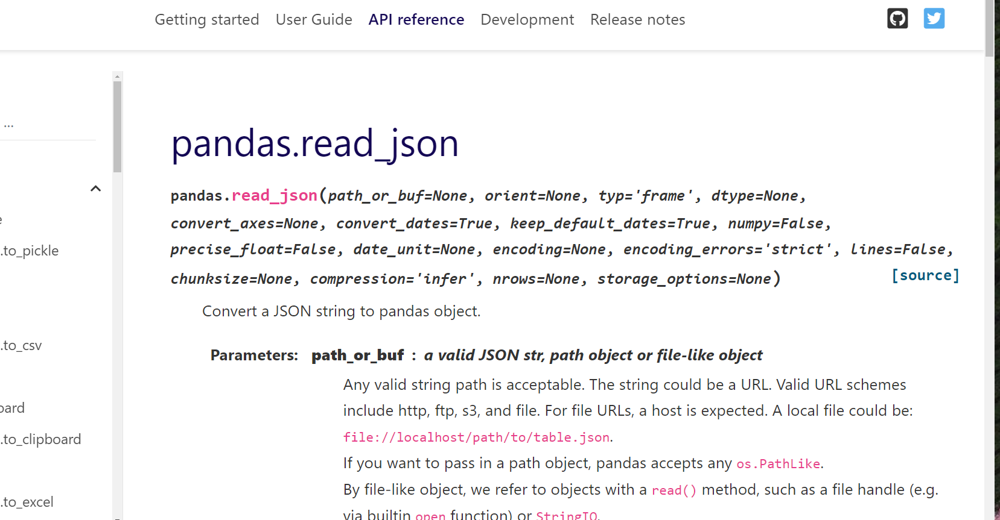 Getting started User Guide API reference Development Release notes
...
.to_pickle
.to_csv
.to_clipboard
.to_excel
pandas.read_json
pandas.read_json(path_or_buf=None, orient=None, typ='frame', dtype=None,
convert_axes=None, convert_dates=True, keep_default_dates=True, numpy=False,
precise_float=False, date_unit=None, encoding=None, encoding_errors='strict', lines=False,
chunksize=None, compression='infer', nrows=None, storage_options=None) [source]
Convert a JSON string to pandas object.
Parameters: path_or_buf : a valid JSON str, path object or file-like object
Any valid string path is acceptable. The string could be a URL. Valid URL schemes
include http, ftp, s3, and file. For file URLs, a host is expected. A local file could be:
file://localhost/path/to/table.json.
If you want to pass in a path object, pandas accepts any os.PathLike.
By file-like object, we refer to objects with a read() method, such as a file handle (e.g.
via builtin open function) or StringIO.